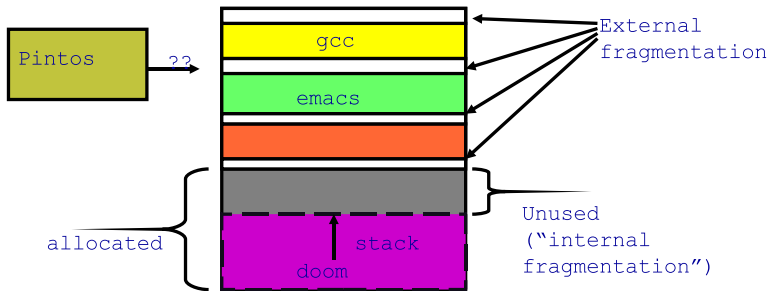 Pintos
??
gcc
External
fragmentation
emacs
allocated
Unused
("internal
fragmentation")
stack
doom